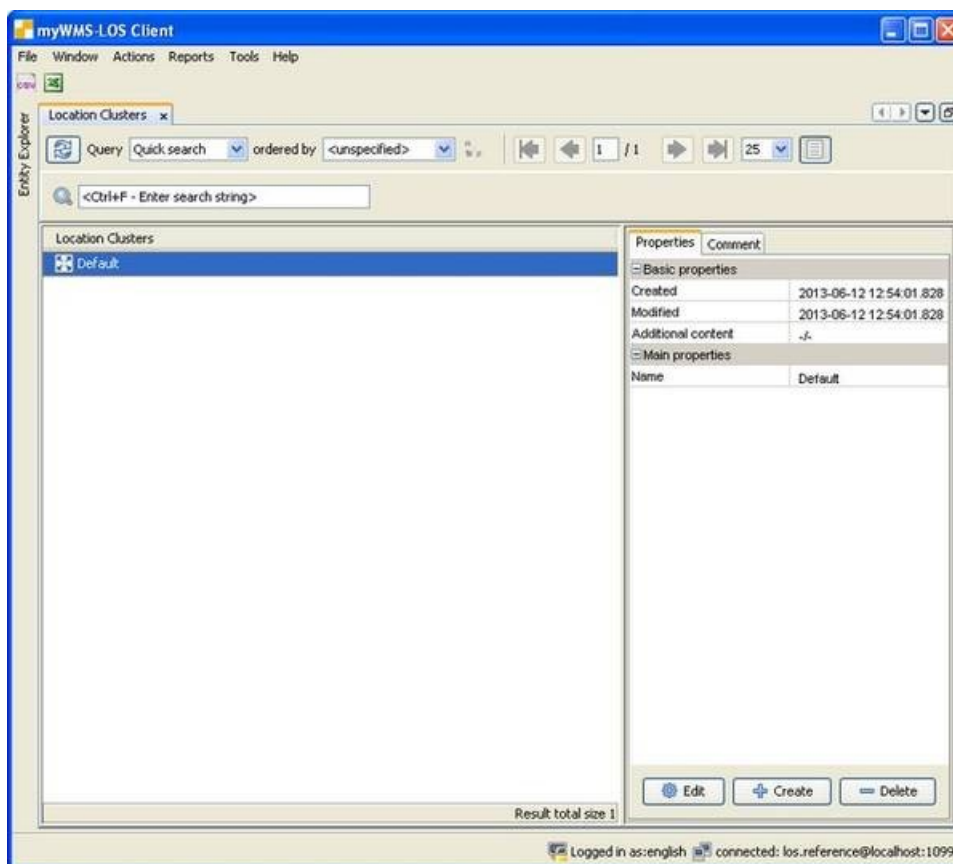 myWMS-LOS Client
File Window Actions Reports Tools Help
csv
Entity Explorer
Location Clusters x
Query Quick search ordered by <unspecified> 1 / 1 25
<Ctrl+F - Enter search string>
Location Clusters
Default
Properties Comment
Basic properties
Created 2013-06-12 12:54:01.828
Modified 2013-06-12 12:54:01.828
Additional content -/-
Main properties
Name Default
Edit Create Delete
Result total size 1
Logged in as:english connected: los.reference@localhost:1099